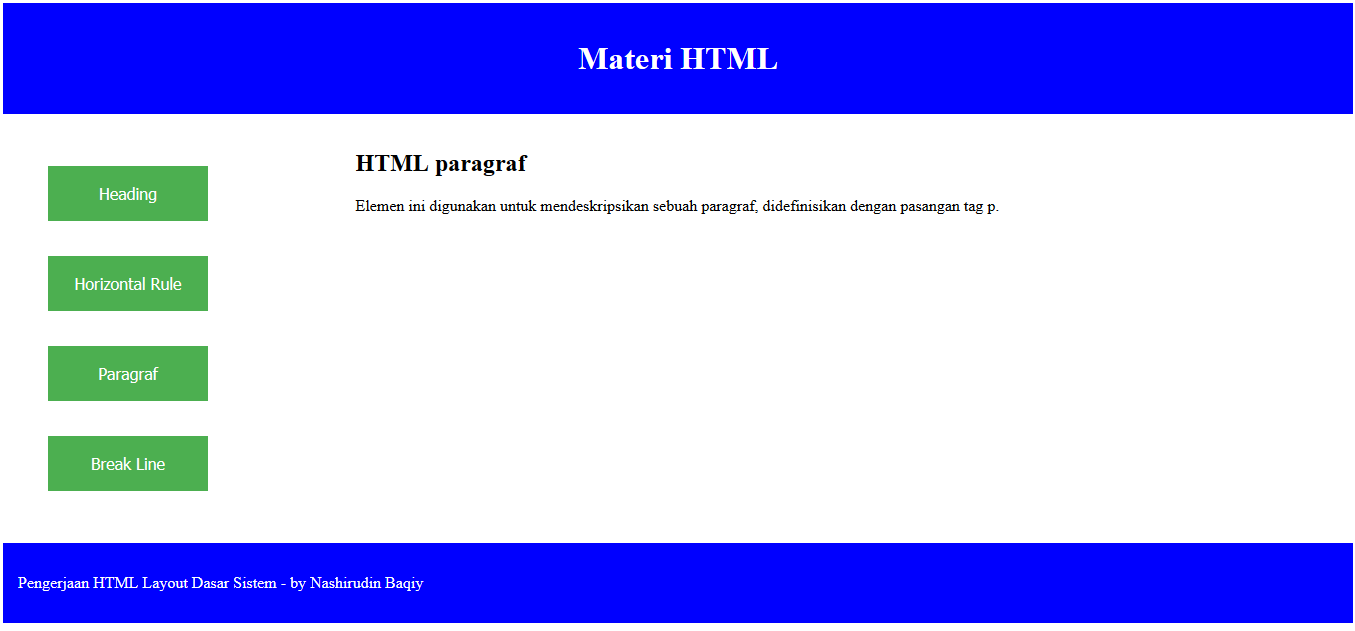 Materi HTML
Heading
Horizontal Rule
Paragraf
Break Line
HTML paragraf
Elemen ini digunakan untuk mendeskripsikan sebuah paragraf, didefinisikan dengan pasangan tag p.
Pengerjaan HTML Layout Dasar Sistem - by Nashirudin Baqiy